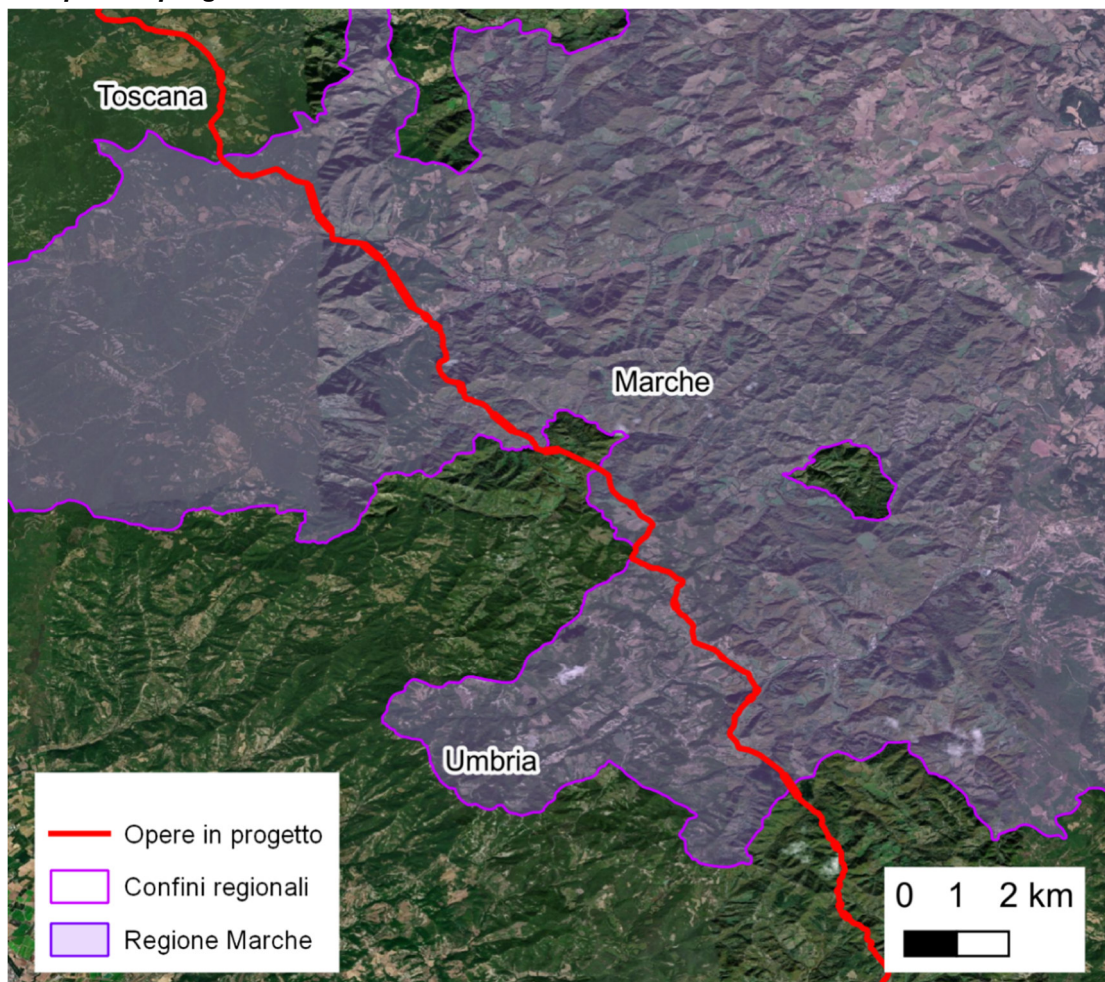 Toscana
Marche
Umbria
Opere in progetto
Confini regionali
Regione Marche
0 1 2 km